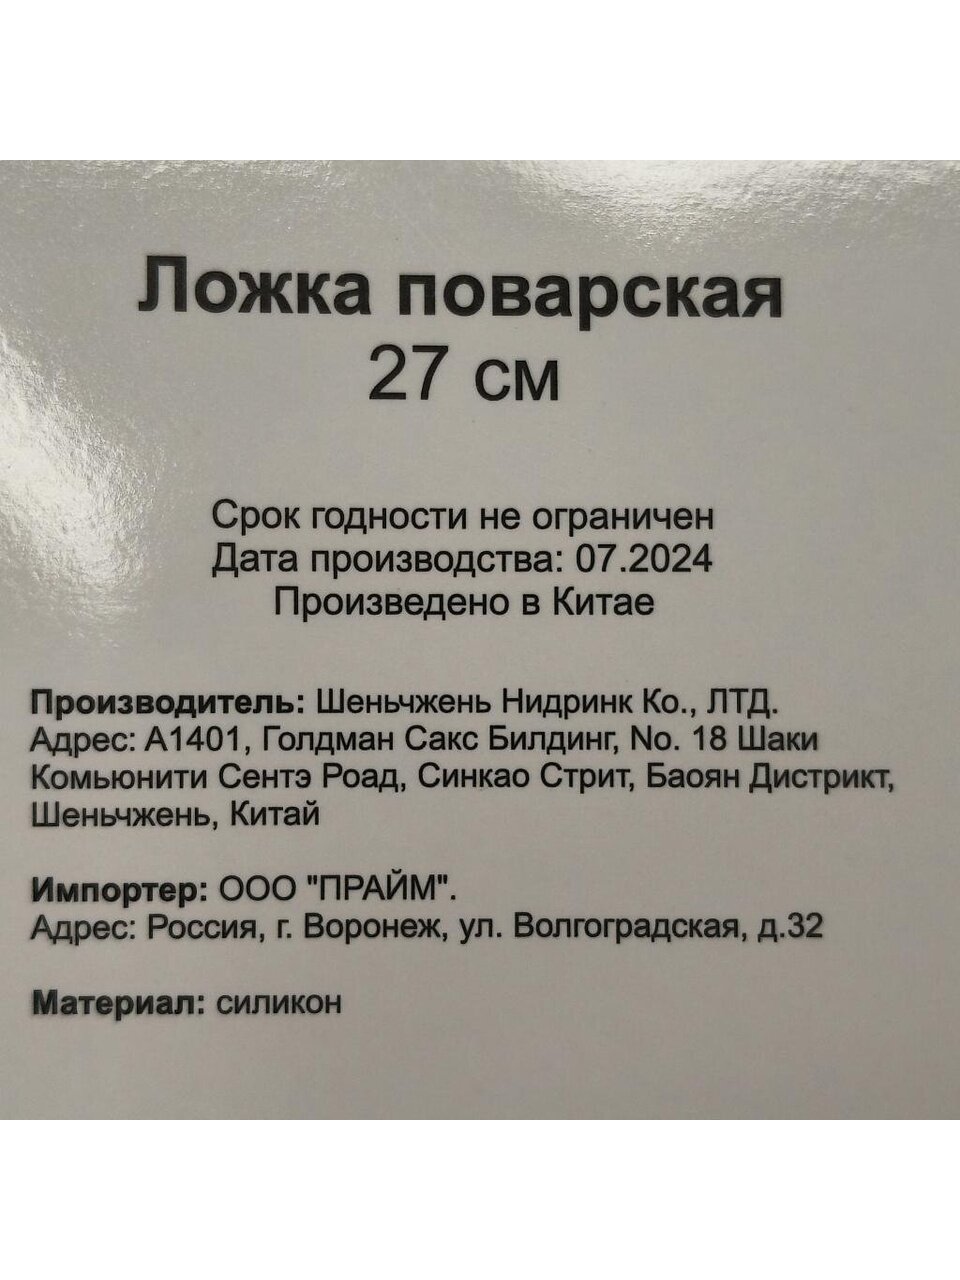 Ложка поварская
27 см
Срок годности не ограничен
Дата производства: 07.2024
Произведено в Китае
Производитель: Шеньчжень Нидринк Ко., ЛТД.
Адрес: А1401, Голдман Сакс Билдинг, No. 18 Шаки
Комьюнити Сентэ Роад, Синкао Стрит, Баоян Дистрикт,
Шеньчжень, Китай
Импортер: ООО "ПРАЙМ".
Адрес: Россия, г. Воронеж, ул. Волгоградская, д.32
Материал: силикон